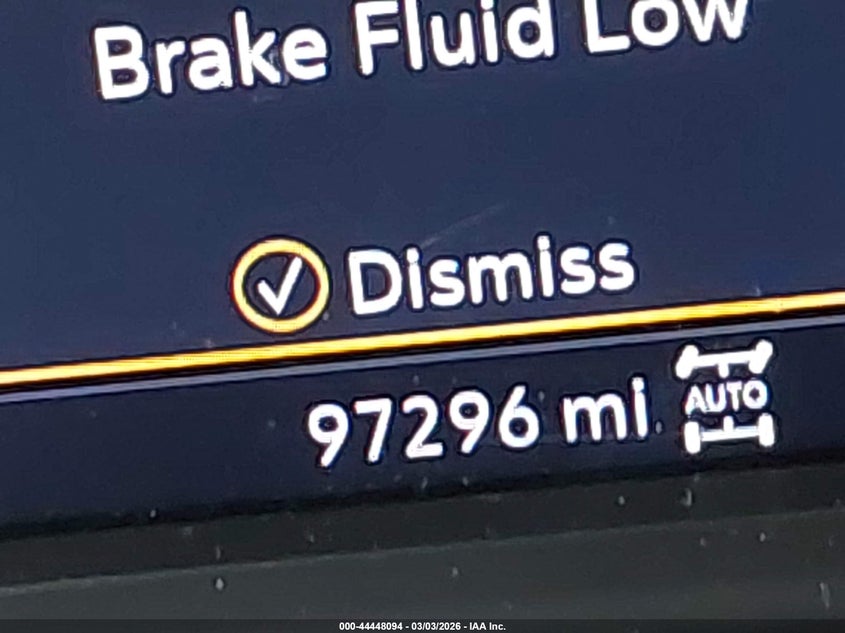 Brake Fluid Low
Dismiss
97296 mi
AUTO
000-44448094 - 03/03/2026 - IAA Inc.